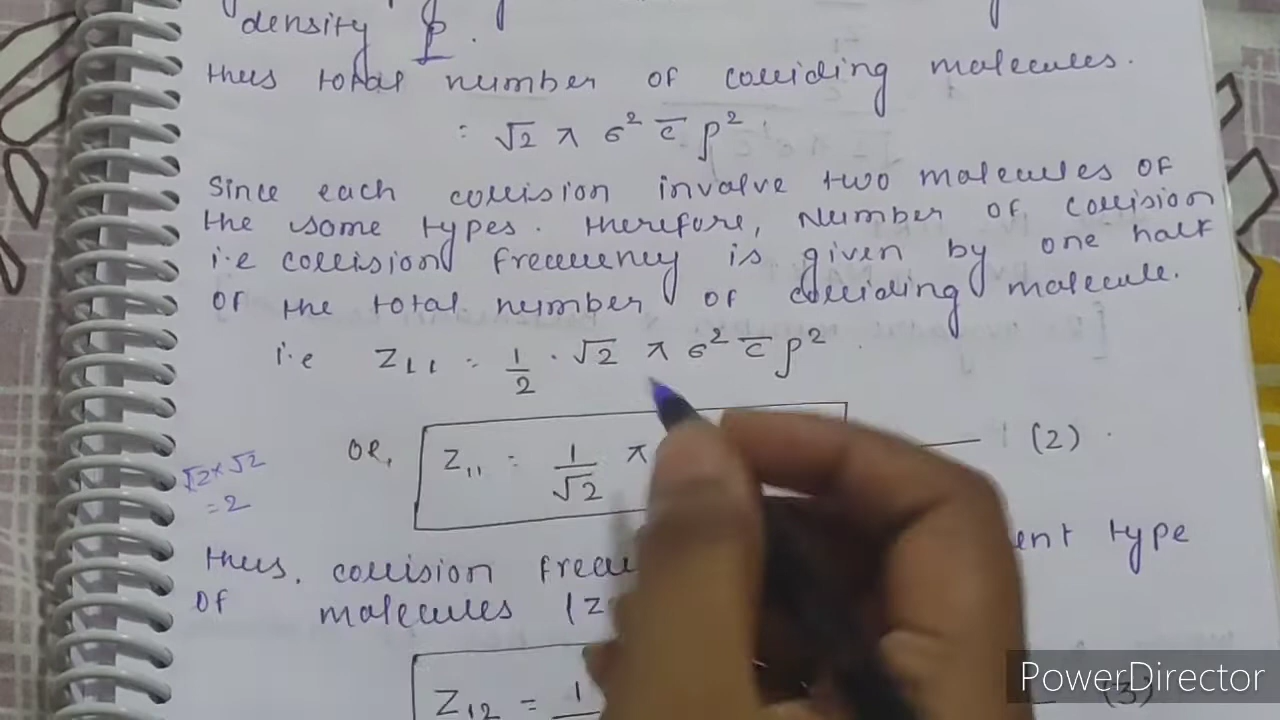 density ρ.
thus total number of colliding molecules.
= √2 π σ² c̅ ρ²
Since each collision involve two molecules of
the same types. therefore, Number of collision
i.e collision frequency is given by one half
of the total number of colliding molecule.
i.e Z₁₁ = 1/2 · √2 π σ² c̅ ρ²
OR, Z₁₁ = 1/√2 π (2)
√2×√2
= 2
thus, collision type
of molecules
Z₁₂ = 1 (3)
PowerDirector